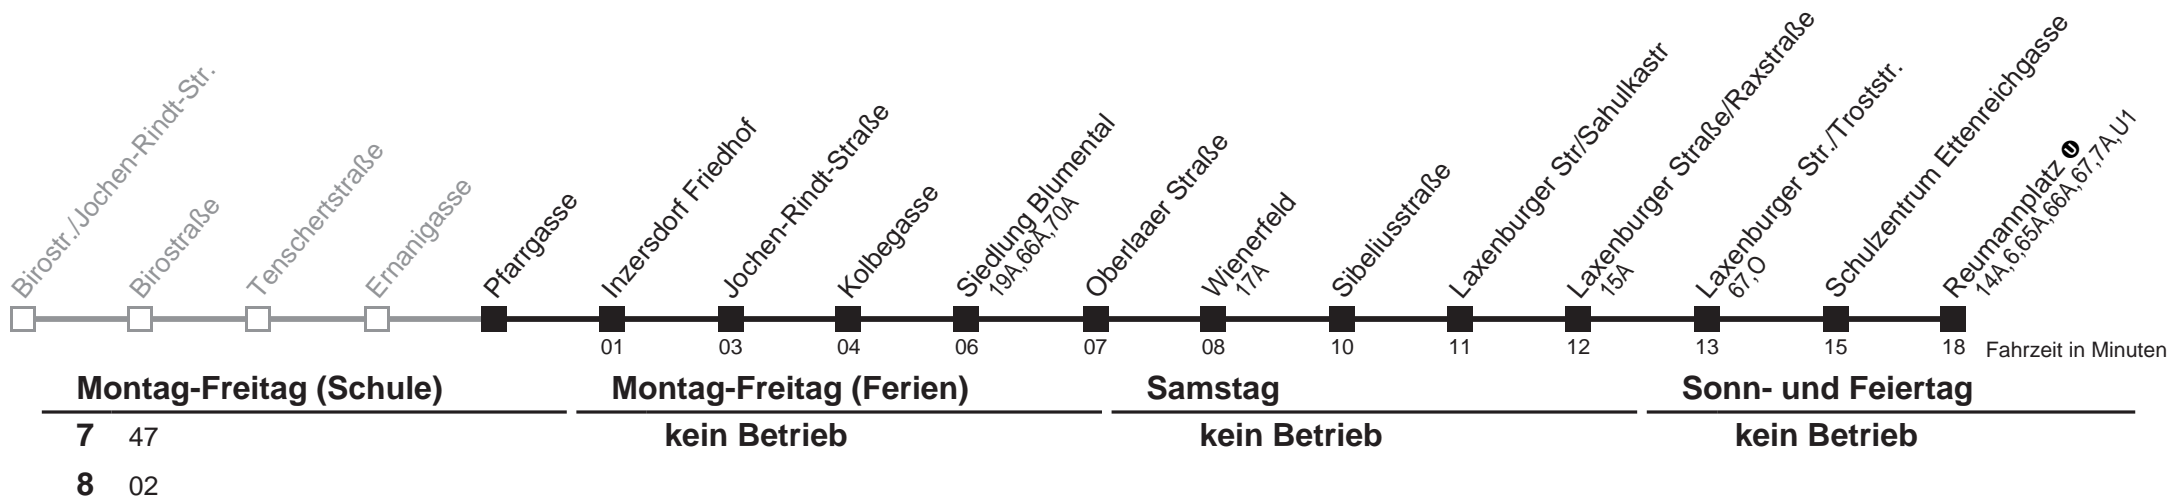 Birostr./Jochen-Rindt-Str.
Birostraße
Tenschertstraße
Ernanigasse
Pfarrgasse
Inzersdorf Friedhof
Jochen-Rindt-Straße
Kolbegasse
Siedlung Blumental
19A,66A,70A
Oberlaaer Straße
Wienerfeld
17A
Sibeliusstraße
Laxenburger Str/Sahulkastr
Laxenburger Straße/Raxstraße
15A
Laxenburger Str./Troststr.
67,O
Schulzentrum Ettenreichgasse
Reumannplatz U
14A,6,65A,66A,67,7A,U1
01 03 04 06 07 08 10 11 12 13 15 18 Fahrzeit in Minuten
Montag-Freitag (Schule) Montag-Freitag (Ferien) Samstag Sonn- und Feiertag
7 47 kein Betrieb kein Betrieb kein Betrieb
8 02